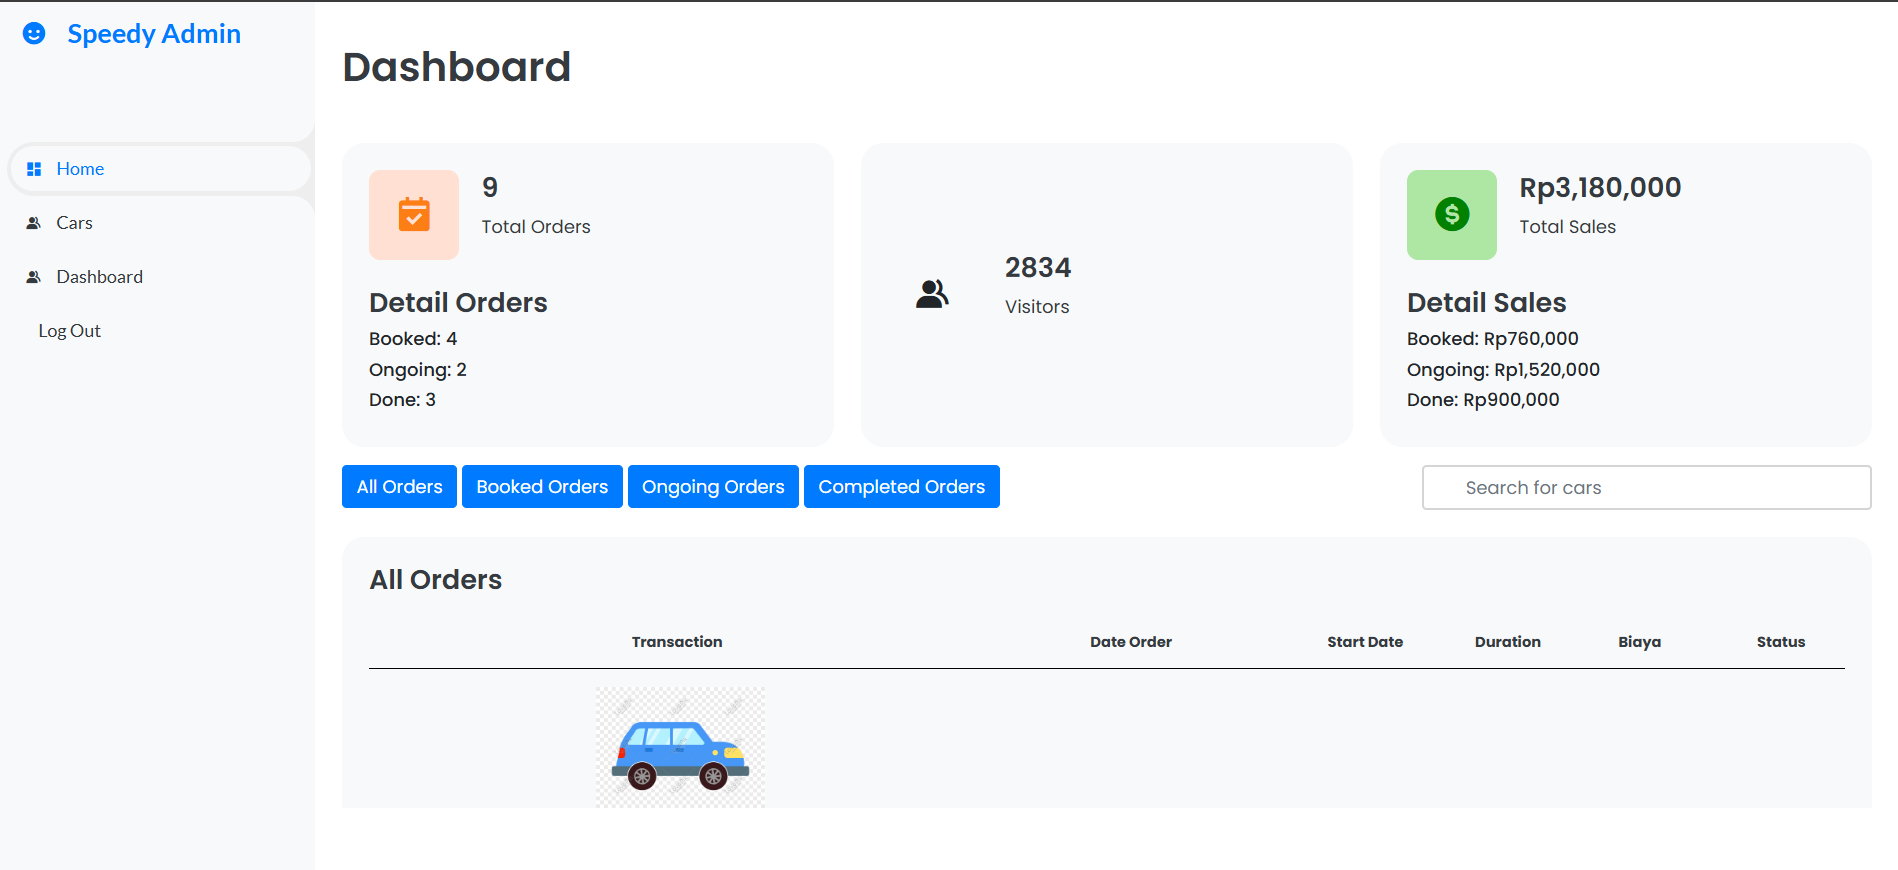 Speedy Admin
Home
Cars
Dashboard
Log Out
Dashboard
9
Total Orders
Detail Orders
Booked: 4
Ongoing: 2
Done: 3
2834
Visitors
Rp3,180,000
Total Sales
Detail Sales
Booked: Rp760,000
Ongoing: Rp1,520,000
Done: Rp900,000
All Orders Booked Orders Ongoing Orders Completed Orders Search for cars
All Orders
Transaction Date Order Start Date Duration Biaya Status